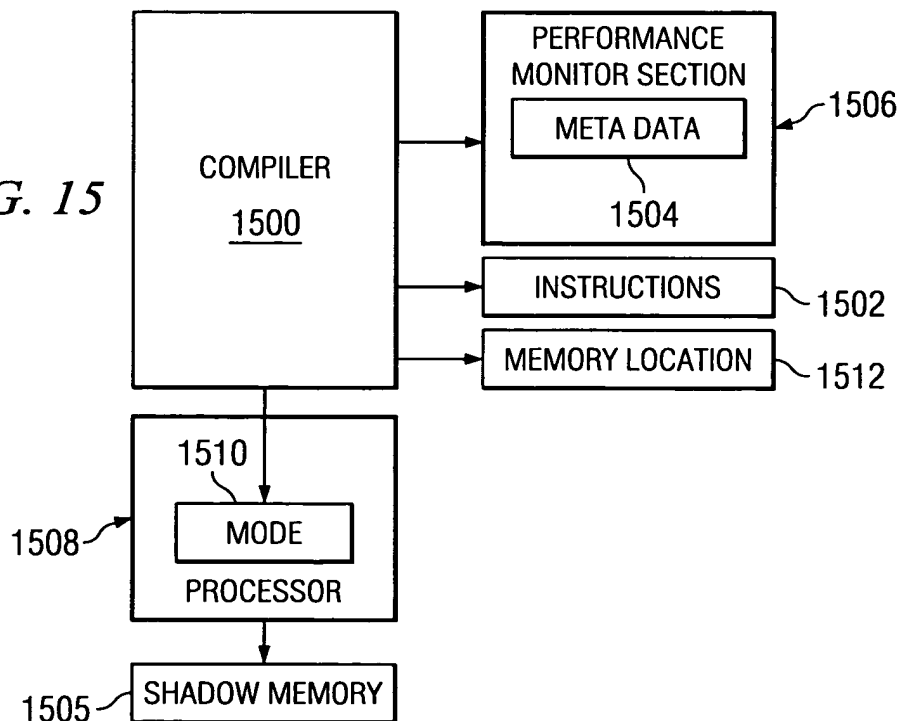 PERFORMANCE
MONITOR SECTION
META DATA
1504
1506
G. 15
COMPILER
1500
INSTRUCTIONS
1502
MEMORY LOCATION
1512
1510
MODE
1508
PROCESSOR
SHADOW MEMORY
1505